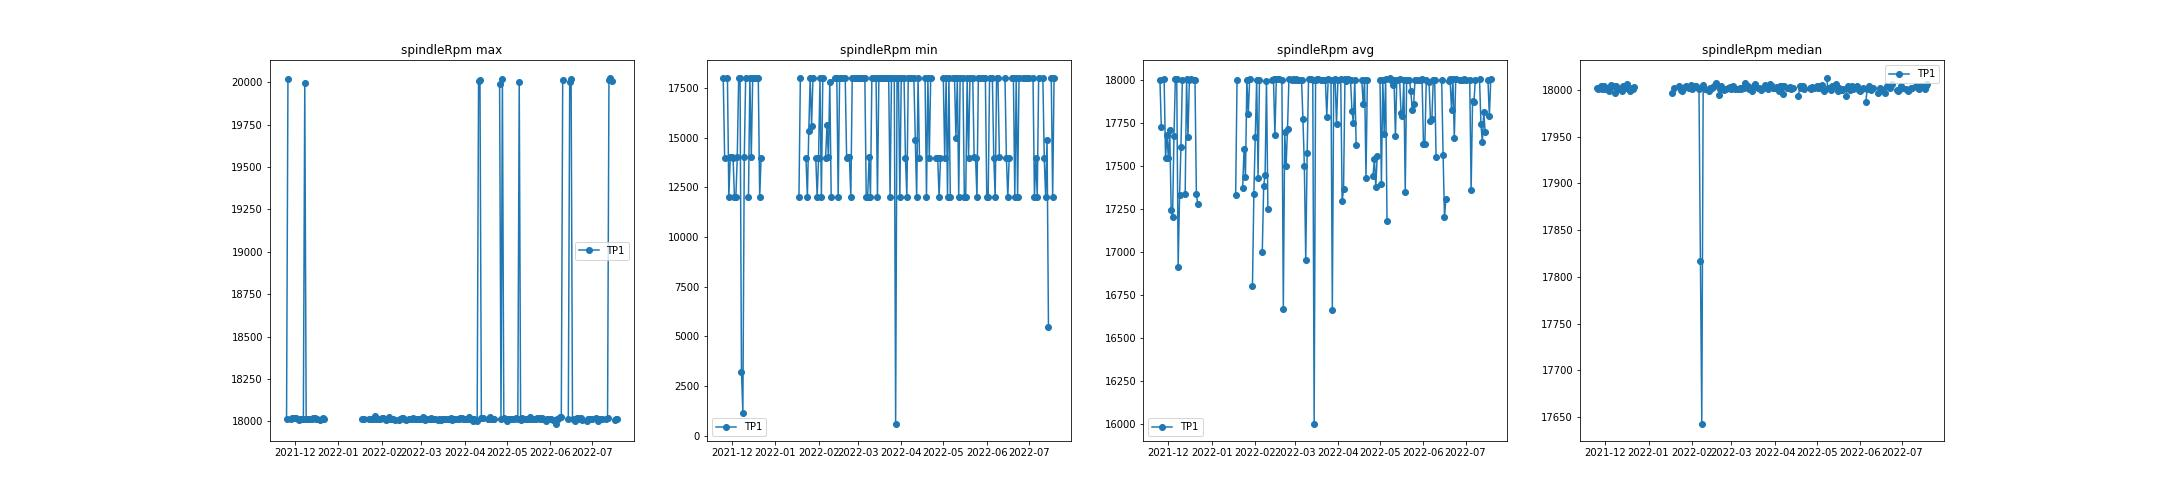 spindleRpm max
20000
19750
19500
19250
19000
18750
18500
18250
18000
TP1
2021-12 2022-01 2022-02 2022-03 2022-04 2022-05 2022-06 2022-07
spindleRpm min
17500
15000
12500
10000
7500
5000
2500
0
TP1
2021-12 2022-01 2022-02 2022-03 2022-04 2022-05 2022-06 2022-07
spindleRpm avg
18000
17750
17500
17250
17000
16750
16500
16250
16000
TP1
2021-12 2022-01 2022-02 2022-03 2022-04 2022-05 2022-06 2022-07
spindleRpm median
18000
17950
17900
17850
17800
17750
17700
17650
TP1
2021-12 2022-01 2022-02 2022-03 2022-04 2022-05 2022-06 2022-07